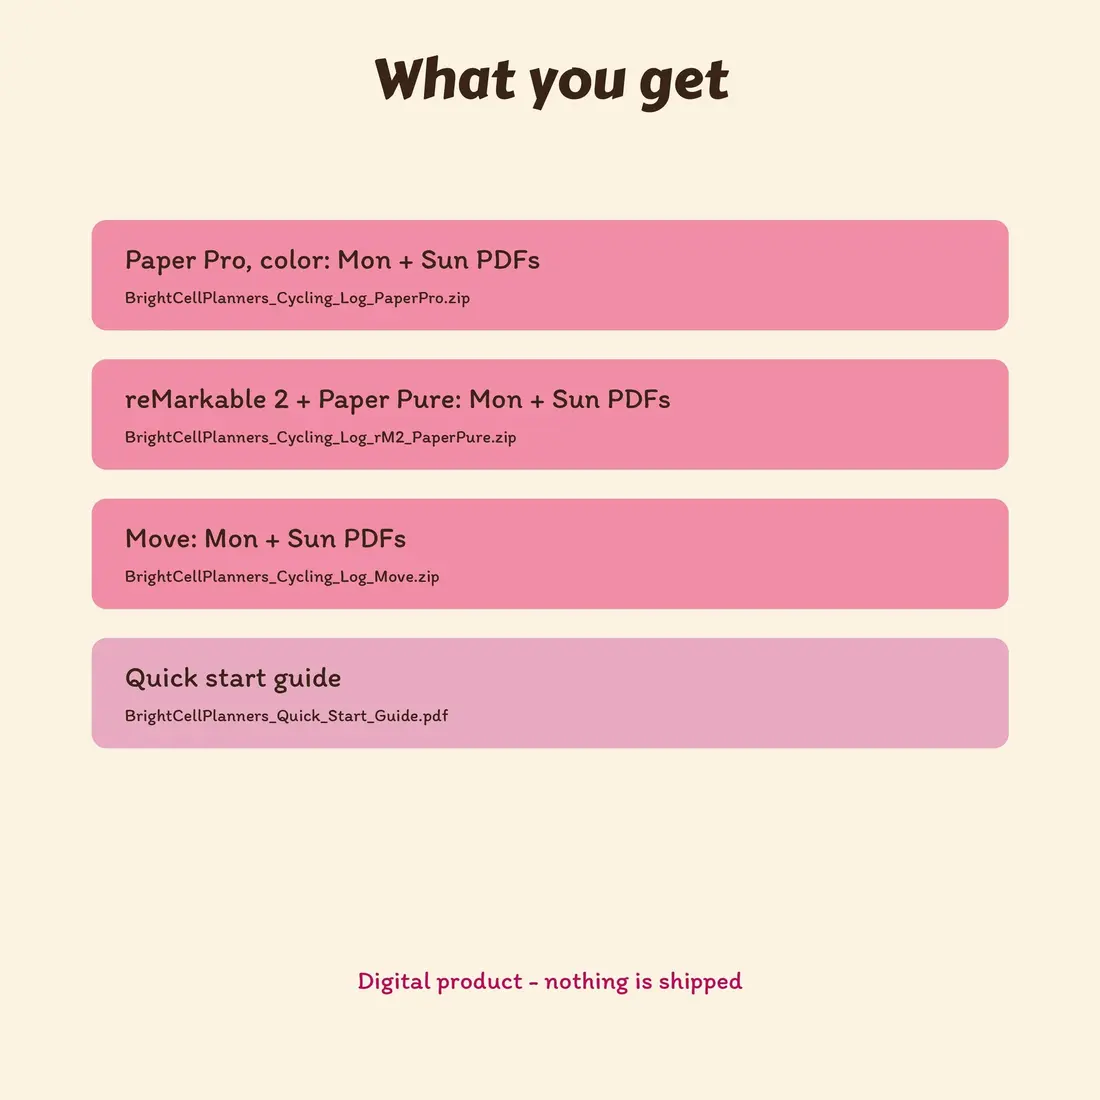 What you get
Paper Pro, color: Mon + Sun PDFs
BrightCellPlanners_Cycling_Log_PaperPro.zip
reMarkable 2 + Paper Pure: Mon + Sun PDFs
BrightCellPlanners_Cycling_Log_rM2_PaperPure.zip
Move: Mon + Sun PDFs
BrightCellPlanners_Cycling_Log_Move.zip
Quick start guide
BrightCellPlanners_Quick_Start_Guide.pdf
Digital product - nothing is shipped